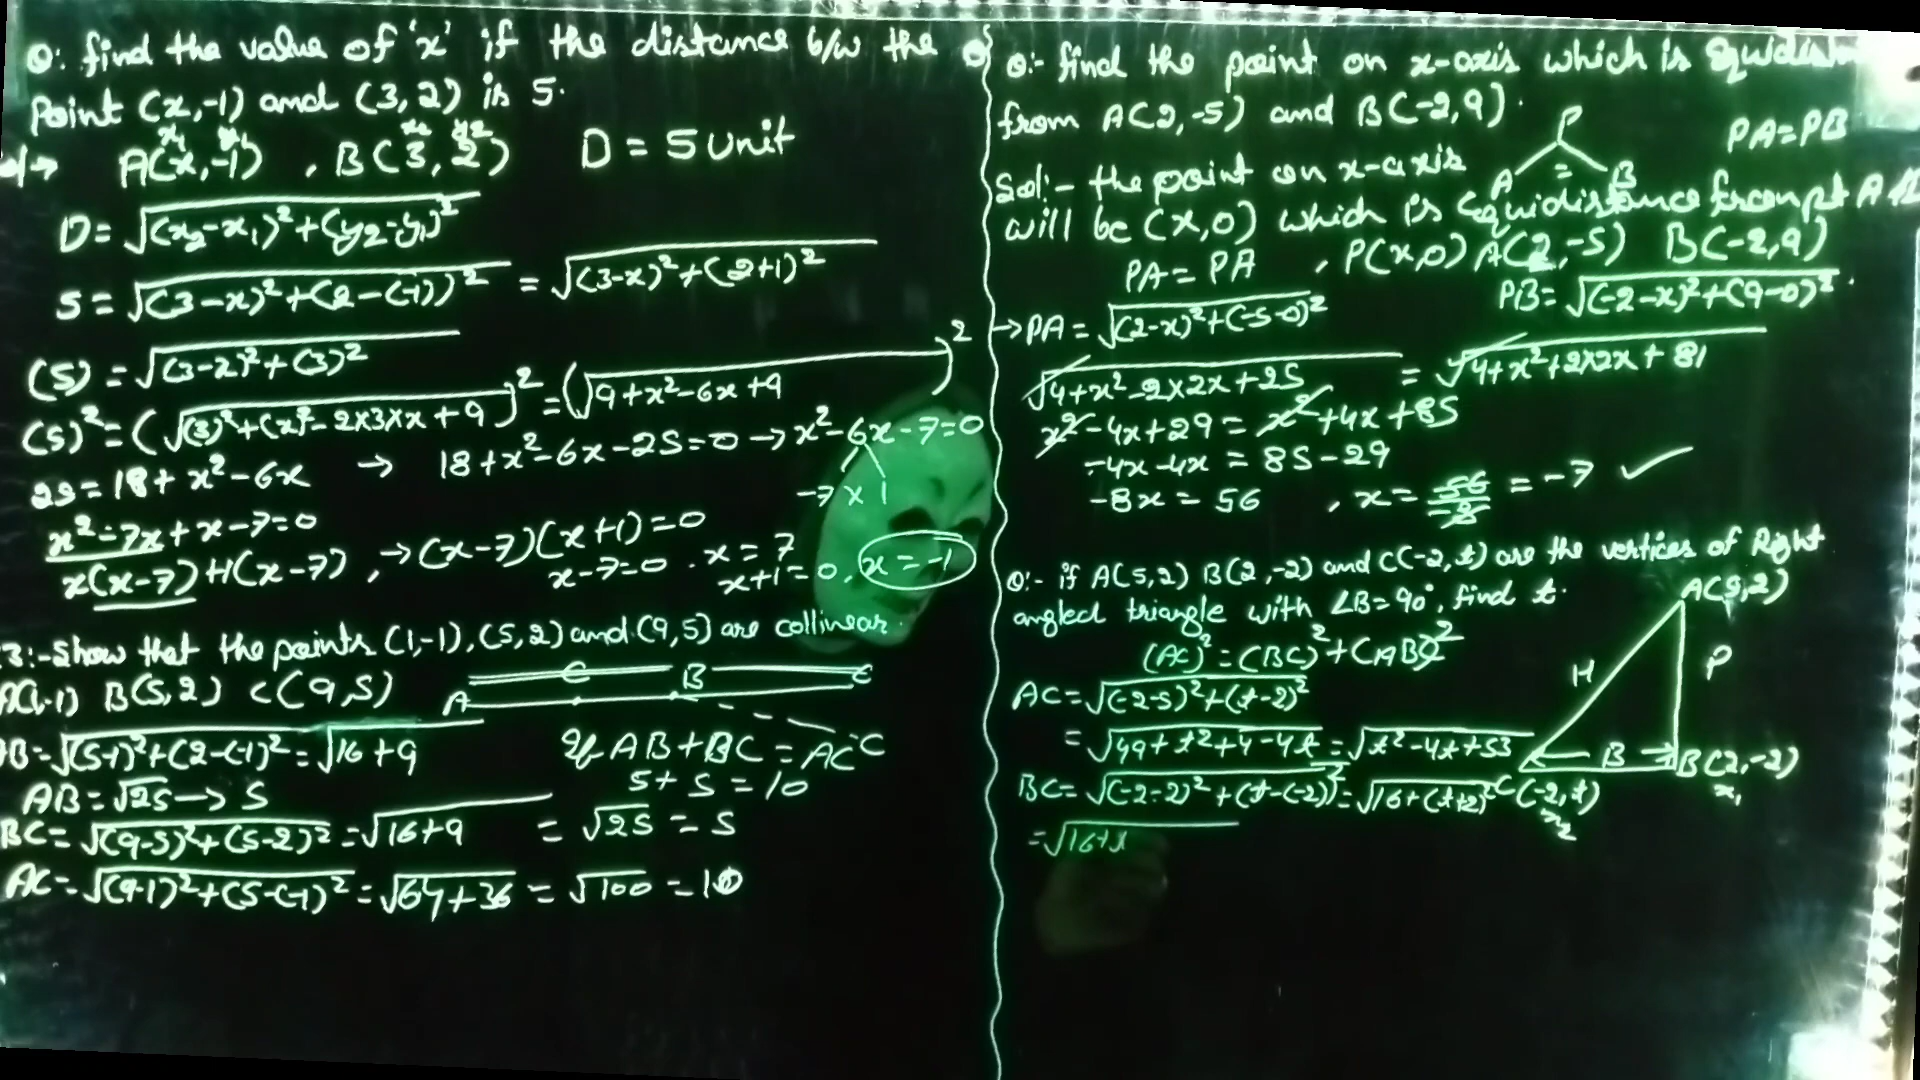 Q: find the value of 'x' if the distance b/w the
Point (x,-1) and (3,2) is 5.
x₁ y₁ x₂ y₂
A(x,-1) , B(3,2) D = 5 unit
D = √(x₂-x₁)²+(y₂-y₁)²
5 = √(3-x)²+(2-(-1))² = √(3-x)²+(2+1)²
(5) = √(3-2)²+(3)²
(5)² = (√(3)²+(x)²-2×3×x+9)² = (√9+x²-6x+9)²
25 = 18+x²-6x → 18+x²-6x-25=0 → x²-6x-7=0
-7 × 1
x²-7x+x-7=0
x(x-7)+1(x-7) , → (x-7)(x+1)=0
x-7=0 . x=7
x+1=0, x=-1
3:- Show that the points (1,-1), (5,2) and (9,5) are collinear.
A(1,-1) B(5,2) C(9,5) A C B C
AB=√(5-1)²+(2-(-1)² = √16+9 If AB+BC = AC C
AB=√25 → 5 5+5 = 10
BC=√(9-5)²+(5-2)² = √16+9 = √25 = 5
AC=√(9-1)²+(5-(-1)² = √64+36 = √100 = 10
Q:- find the point on x-axis which is
from A(2,-5) and B(-2,9).
P A = B PA=PB
Sol:- the point on x-axis
will be (x,0) which is equidistance from pt A
PA = PA , P(x,0) A(2,-5) B(-2,9)
→ PA = √(2-x)²+(-5-0)² PB = √(-2-x)²+(9-0)² .
√4+x²-2×2x+25 = √4+x²+2×2x+81
x²-4x+29 = x²+4x+85
-4x-4x = 85-29
-8x = 56 , x = 56/-8 = -7 ✓
Q:- if A(5,2) B(2,-2) and C(-2,t) are the vertices of Right
angled triangle with ∠B=90°, find t.
A(5,2)
(AC)² = (BC)²+(AB)²
H P
AC = √(-2-5)²+(t-2)²
= √49+t²+4-4t = √t²-4t+53
B B(2,-2)
x₁
BC = √(-2-2)²+(t-(-2))² = √16+(t+2)² C(-2,t)
x₂
= √16+t